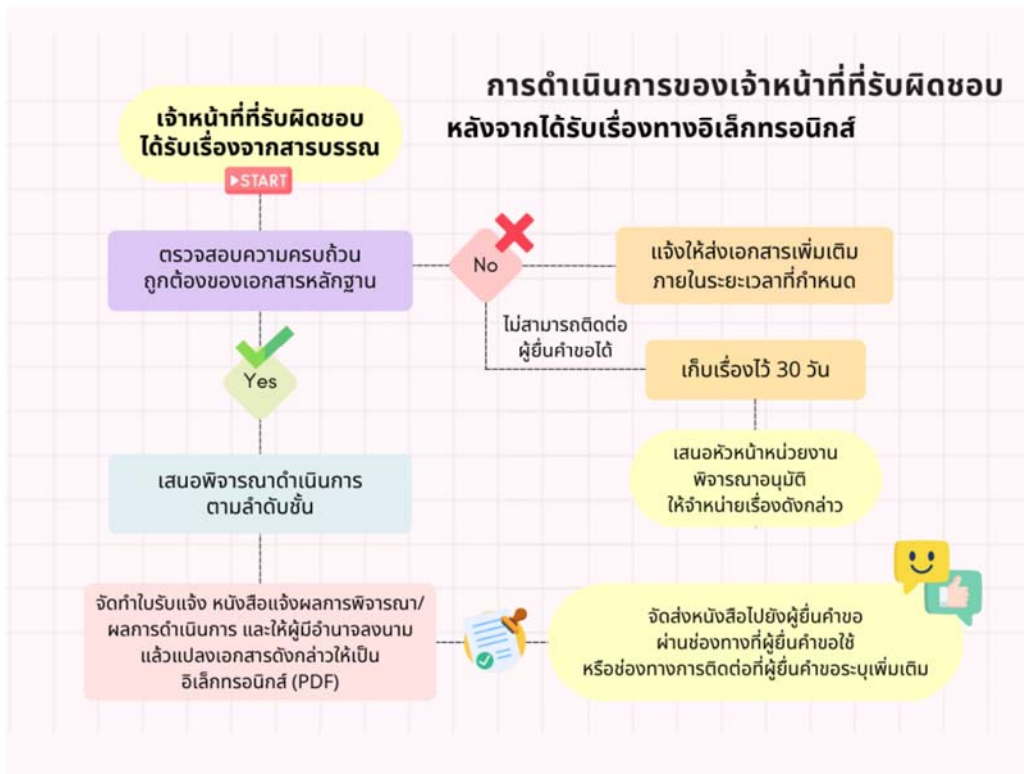 การดำเนินการของเจ้าหน้าที่ที่รับผิดชอบ
หลังจากได้รับเรื่องทางอิเล็กทรอนิกส์
เจ้าหน้าที่ที่รับผิดชอบ
ได้รับเรื่องจากสารบรรณ
START
ตรวจสอบความครบถ้วน
ถูกต้องของเอกสารหลักฐาน
No
แจ้งให้ส่งเอกสารเพิ่มเติม
ภายในระยะเวลาที่กำหนด
ไม่สามารถติดต่อ
ผู้ยื่นคำขอได้
เก็บเรื่องไว้ 30 วัน
เสนอหัวหน้าหน่วยงาน
พิจารณาอนุมัติ
ให้จำหน่ายเรื่องดังกล่าว
Yes
เสนอพิจารณาดำเนินการ
ตามลำดับชั้น
จัดทำใบรับแจ้ง หนังสือแจ้งผลการพิจารณา/
ผลการดำเนินการ และให้ผู้มีอำนาจลงนาม
แล้วแปลงเอกสารดังกล่าวให้เป็น
อิเล็กทรอนิกส์ (PDF)
จัดส่งหนังสือไปยังผู้ยื่นคำขอ
ผ่านช่องทางที่ผู้ยื่นคำขอใช้
หรือช่องทางการติดต่อที่ผู้ยื่นคำขอระบุเพิ่มเติม